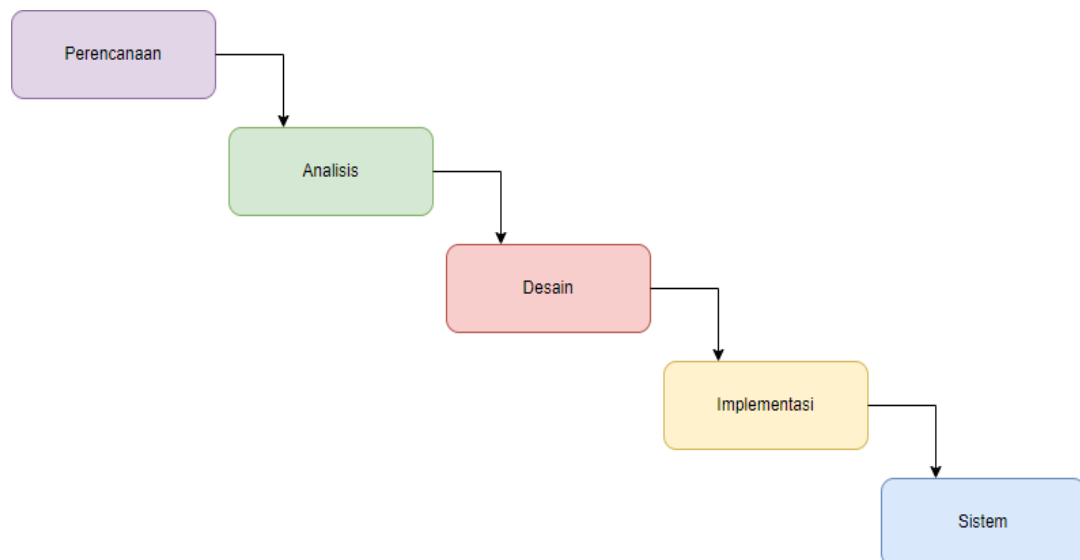 Perencanaan
Analisis
Desain
Implementasi
Sistem